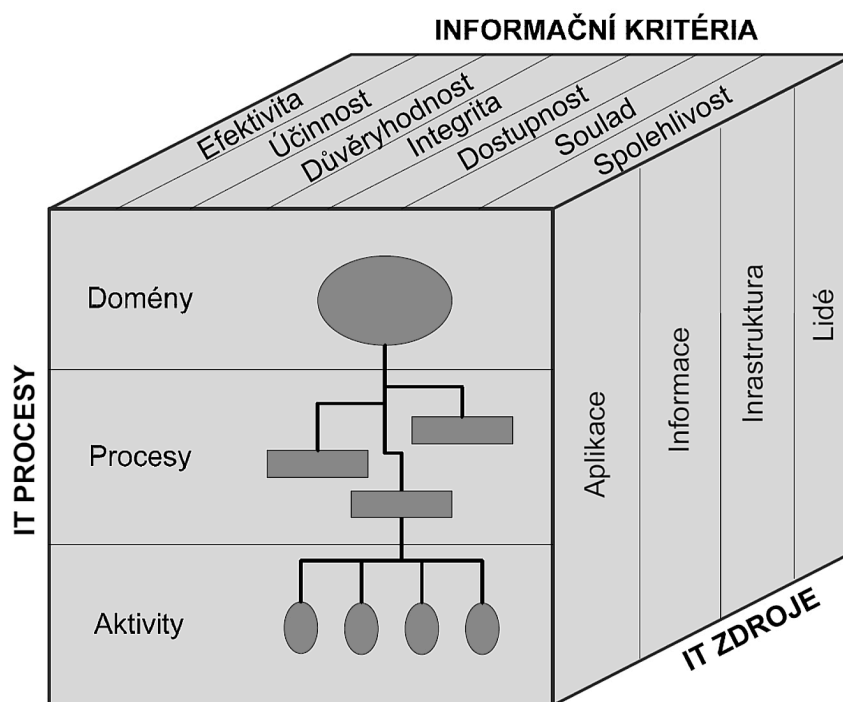 INFORMAČNÍ KRITÉRIA
Efektivita
Účinnost
Důvěryhodnost
Integrita
Dostupnost
Soulad
Spolehlivost
IT PROCESY
Domény
Procesy
Aktivity
Aplikace
Informace
Inrastruktura
Lidé
IT ZDROJE